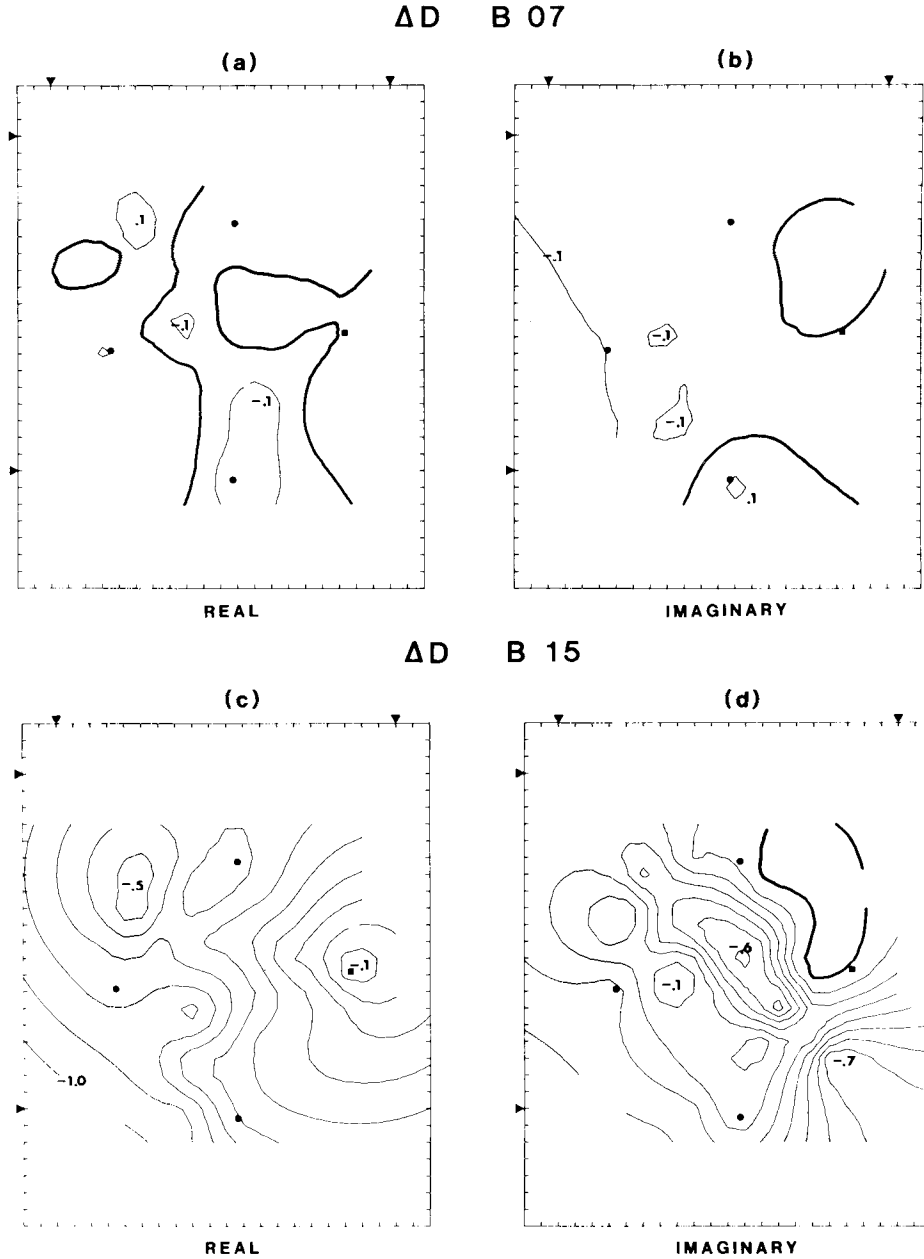 ΔD B 07
(a) (b)
.1
-.1
-.1
-.1
-.1
-.1
.1
REAL IMAGINARY
ΔD B 15
(c) (d)
-.5
-.1
-1.0
-.6
-.1
-.7
REAL IMAGINARY